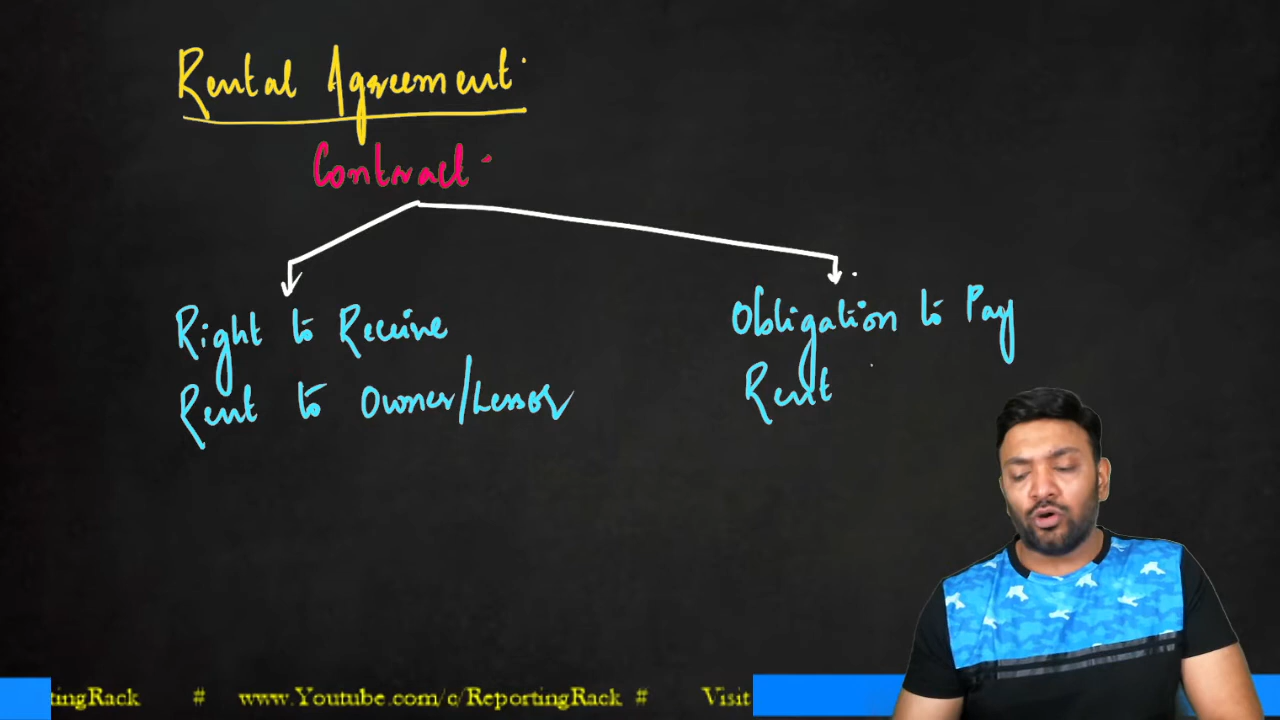 Rental Agreement
Contract
Right to Receive
Rent to Owner/Lessor
Obligation to Pay
Rent
tingRack # www.Youtube.com/c/ReportingRack # Visit